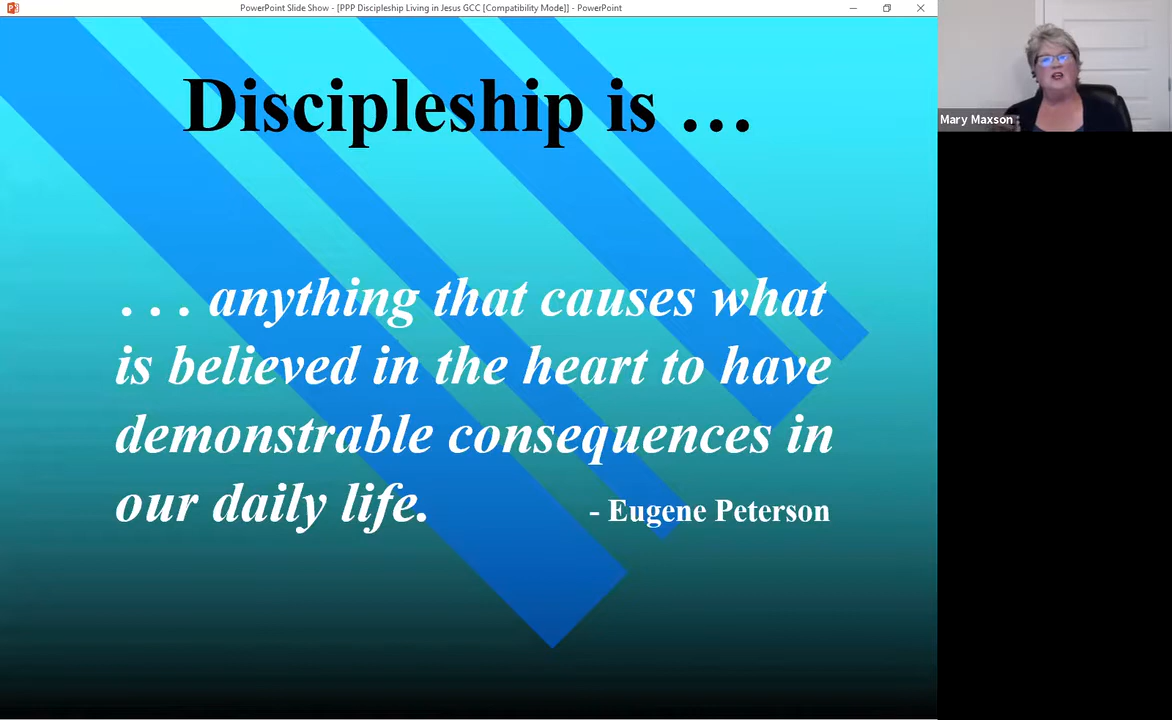 PowerPoint Slide Show - [PPP Discipleship Living in Jesus GCC [Compatibility Mode]] - PowerPoint
Discipleship is ...
Mary Maxson
. . . anything that causes what
is believed in the heart to have
demonstrable consequences in
our daily life.
- Eugene Peterson